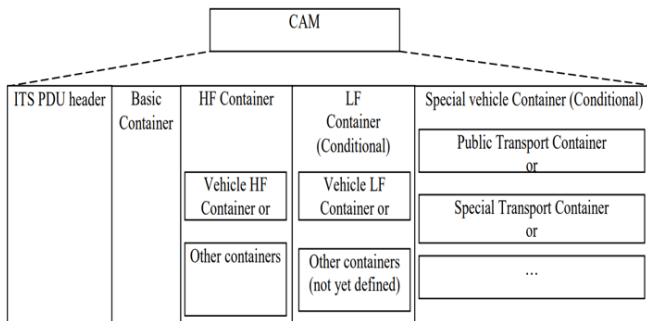 CAM
ITS PDU header
Basic
Container
HF Container
Vehicle HF
Container or
Other containers
LF
Container
(Conditional)
Vehicle LF
Container or
Other containers
(not yet defined)
Special vehicle Container (Conditional)
Public Transport Container
or
Special Transport Container
or
...